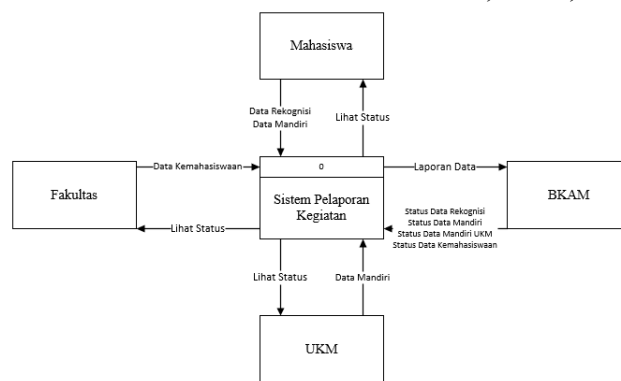 Mahasiswa
Data Rekognisi
Data Mandiri
Lihat Status
Fakultas
Data Kemahasiswaan
Lihat Status
0
Sistem Pelaporan
Kegiatan
Laporan Data
BKAM
Status Data Rekognisi
Status Data Mandiri
Status Data Mandiri UKM
Status Data Kemahasiswaan
Lihat Status
Data Mandiri
UKM